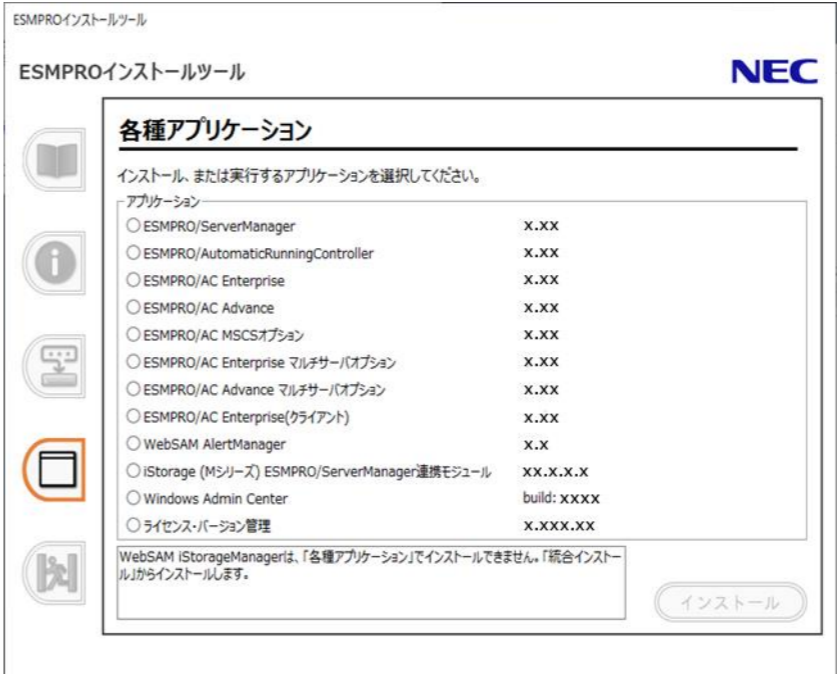 ESMPROインストールツール
ESMPROインストールツール
NEC
各種アプリケーション
インストール、または実行するアプリケーションを選択してください。
アプリケーション
ESMPRO/ServerManager x.xx
ESMPRO/AutomaticRunningController x.xx
ESMPRO/AC Enterprise x.xx
ESMPRO/AC Advance x.xx
ESMPRO/AC MSCSオプション x.xx
ESMPRO/AC Enterprise マルチサーバオプション x.xx
ESMPRO/AC Advance マルチサーバオプション x.xx
ESMPRO/AC Enterprise(クライアント) x.xx
WebSAM AlertManager x.x
iStorage (Mシリーズ) ESMPRO/ServerManager連携モジュール xx.x.x.x
Windows Admin Center build: xxxx
ライセンス・バージョン管理 x.xxx.xx
WebSAM iStorageManagerは、「各種アプリケーション」でインストールできません。「統合インストー
ル」からインストールします。
インストール